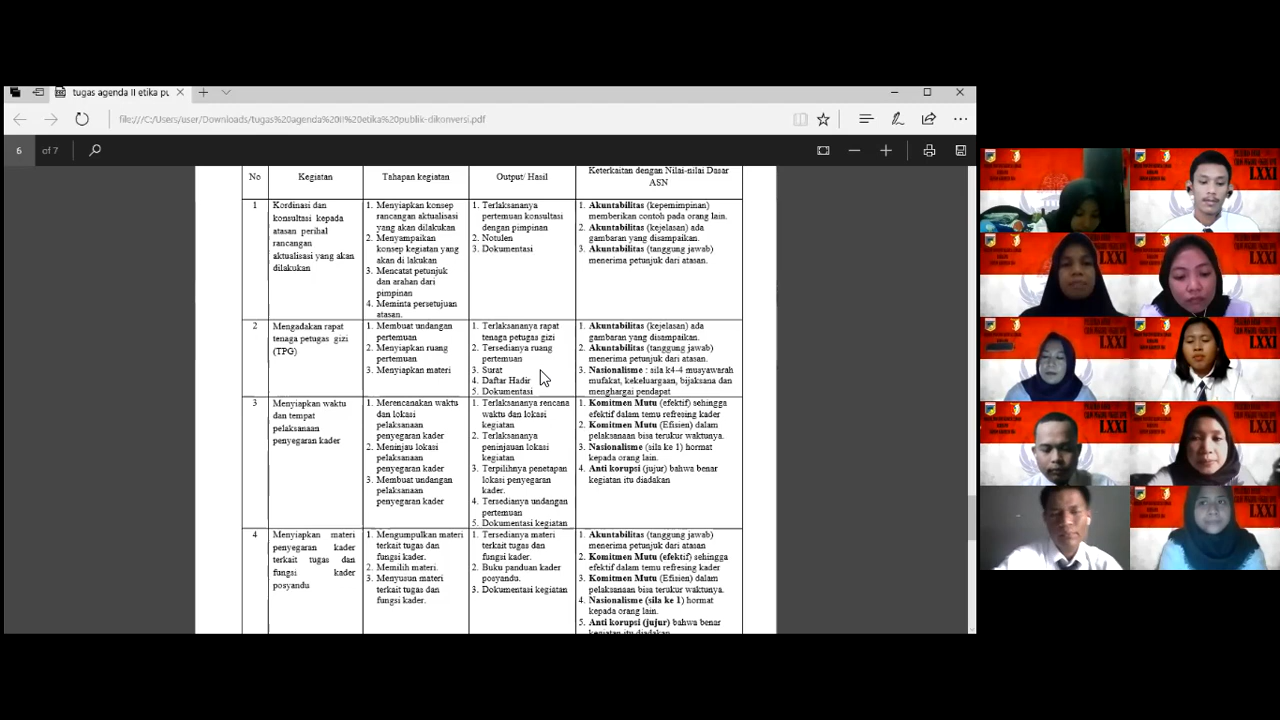 tugas agenda II etika pu
file:///C:/Users/user/Downloads/tugas%20agenda%20II%20etika%20publik-dikonversi.pdf
6 of 7
No
Kegiatan
Tahapan kegiatan
Output/ Hasil
Keterkaitan dengan Nilai-nilai Dasar
ASN
1
Kordinasi dan
konsultasi kepada
atasan perihal
rancangan
aktualisasi yang akan
dilakukan
1. Menyiapkan konsep
rancangan aktualisasi
yang akan dilakukan
2. Menyampaikan
konsep kegiatan yang
akan di lakukan
3. Mencatat petunjuk
dan arahan dari
pimpinan
4. Meminta persetujuan
atasan.
1. Terlaksananya
pertemuan konsultasi
dengan pimpinan
2. Notulen
3. Dokumentasi
1. Akuntabilitas (kepemimpinan)
memberikan contoh pada orang lain.
2. Akuntabilitas (kejelasan) ada
gambaran yang disampaikan.
3. Akuntabilitas (tanggung jawab)
menerima petunjuk dari atasan.
2
Mengadakan rapat
tenaga petugas gizi
(TPG)
1. Membuat undangan
pertemuan
2. Menyiapkan ruang
pertemuan
3. Menyiapkan materi
1. Terlaksananya rapat
tenaga petugas gizi
2. Tersedianya ruang
pertemuan
3. Surat
4. Daftar Hadir
5. Dokumentasi
1. Akuntabilitas (kejelasan) ada
gambaran yang disampaikan.
2. Akuntabilitas (tanggung jawab)
menerima petunjuk dari atasan.
3. Nasionalisme : sila k4-4 musyawarah
mufakat, kekeluargaan, bijaksana dan
menghargai pendapat
3
Menyiapkan waktu
dan tempat
pelaksanaan
penyegaran kader
1. Merencanakan waktu
dan lokasi
pelaksanaan
penyegaran kader
2. Meninjau lokasi
pelaksanaan
penyegaran kader
3. Membuat undangan
pelaksanaan
penyegaran kader
1. Terlaksananya rencana
waktu dan lokasi
kegiatan
2. Terlaksananya
peninjauan lokasi
kegiatan
3. Terpilihnya penetapan
lokasi penyegaran
kader.
4. Tersedianya undangan
pertemuan
5. Dokumentasi kegiatan
1. Komitmen Mutu (efektif) sehingga
efektif dalam temu refresing kader
2. Komitmen Mutu (Efisien) dalam
pelaksanaan bisa terukur waktunya.
3. Nasionalisme (sila ke 1) hormat
kepada orang lain.
4. Anti korupsi (jujur) bahwa benar
kegiatan itu diadakan
4
Menyiapkan materi
penyegaran kader
terkait tugas dan
fungsi kader
posyandu
1. Mengumpulkan materi
terkait tugas dan
fungsi kader.
2. Memilih materi.
3. Menyusun materi
terkait tugas dan
fungsi kader.
1. Tersedianya materi
terkait tugas dan
fungsi kader.
2. Buku panduan kader
posyandu.
3. Dokumentasi kegiatan
1. Akuntabilitas (tanggung jawab)
menerima petunjuk dari atasan
2. Komitmen Mutu (efektif) sehingga
efektif dalam temu refresing kader
3. Komitmen Mutu (Efisien) dalam
pelaksanaan bisa terukur waktunya.
4. Nasionalisme (sila ke 1) hormat
kepada orang lain.
5. Anti korupsi (jujur) bahwa benar
kegiatan itu diadakan
LXXI
LXXI
LXXI
LXXI
LXXI